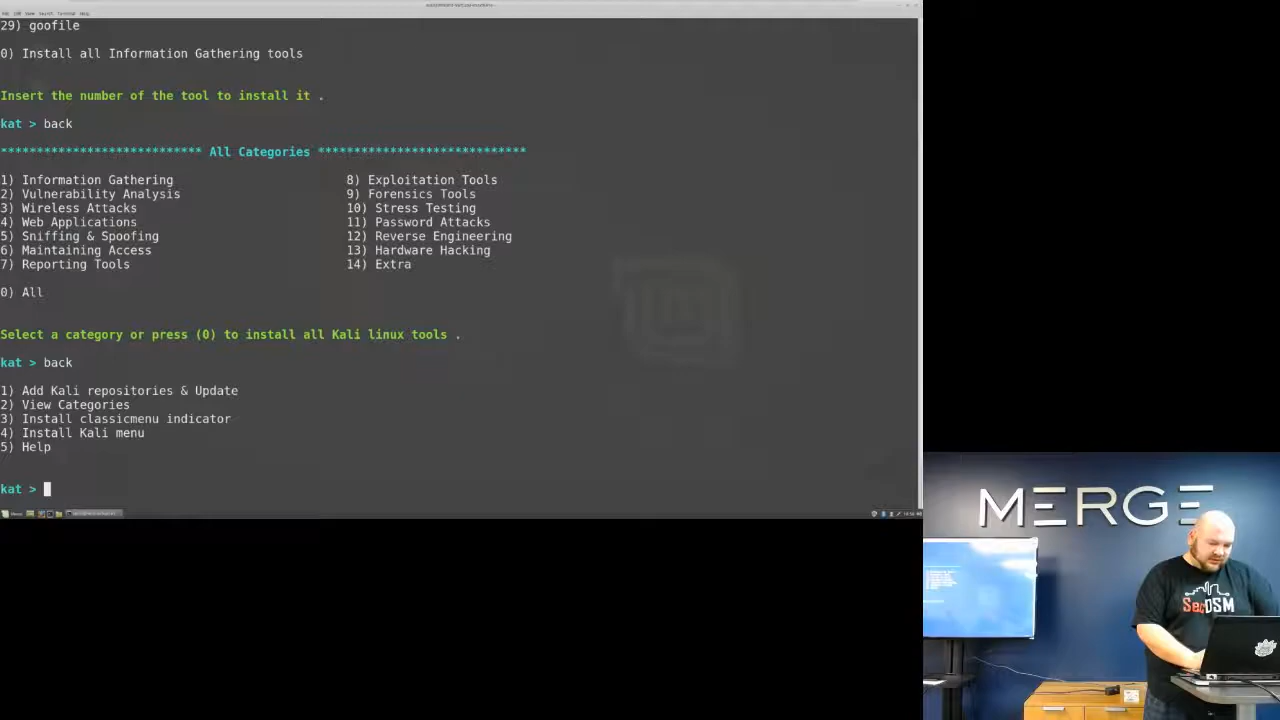 29) goofile
0) Install all Information Gathering tools
Insert the number of the tool to install it .
kat > back
**************************** All Categories *****************************
1) Information Gathering 8) Exploitation Tools
2) Vulnerability Analysis 9) Forensics Tools
3) Wireless Attacks 10) Stress Testing
4) Web Applications 11) Password Attacks
5) Sniffing & Spoofing 12) Reverse Engineering
6) Maintaining Access 13) Hardware Hacking
7) Reporting Tools 14) Extra
0) All
Select a category or press (0) to install all Kali linux tools .
kat > back
1) Add Kali repositories & Update
2) View Categories
3) Install classicmenu indicator
4) Install Kali menu
5) Help
kat >
MERGE
SecDSM